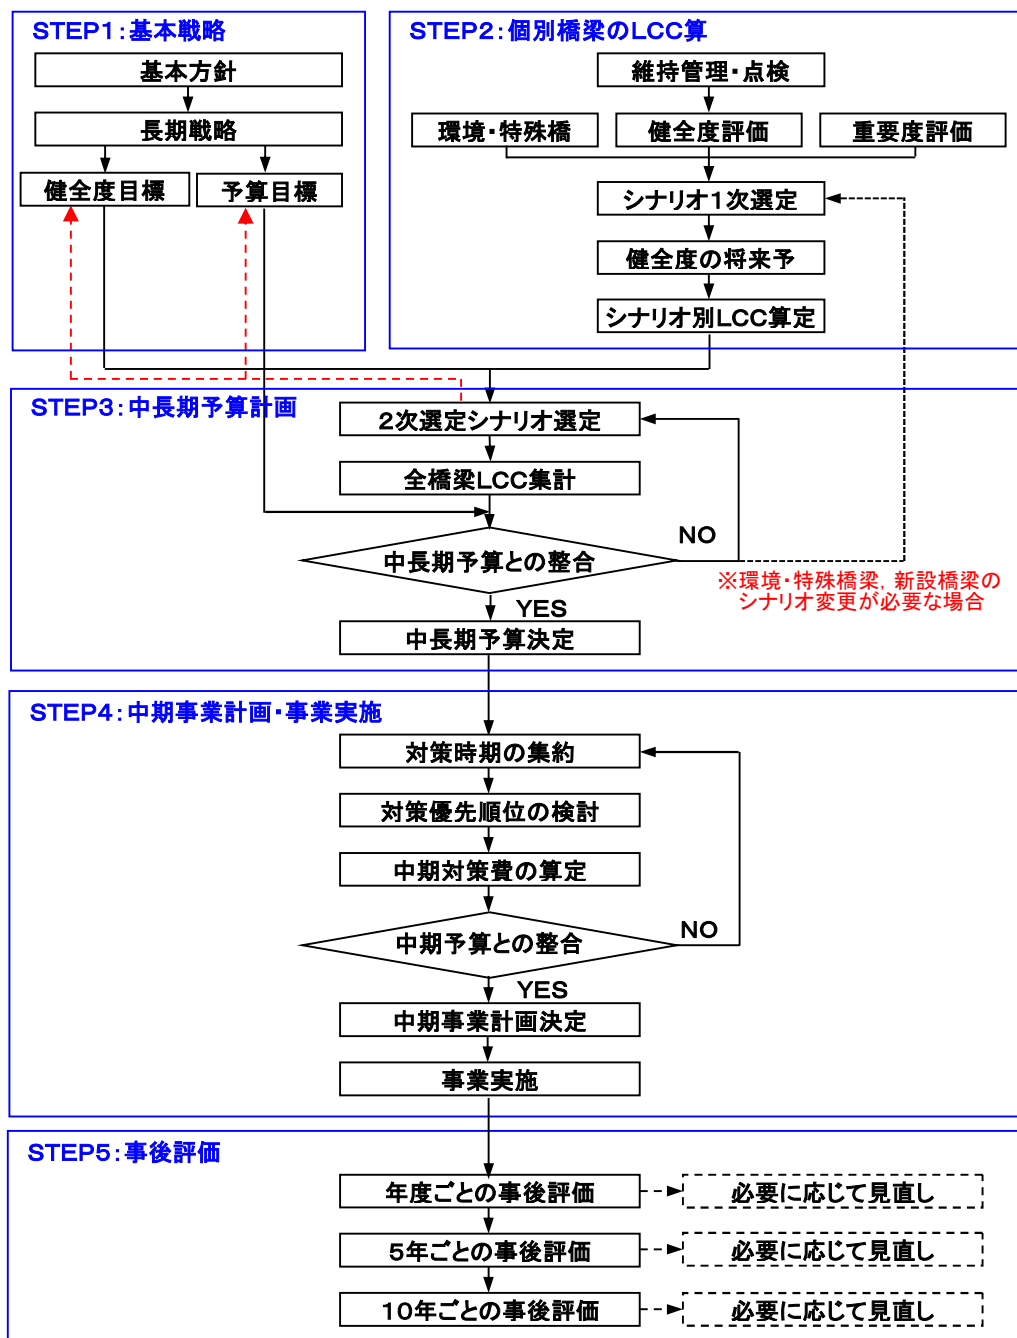 STEP1:基本戦略
基本方針
長期戦略
健全度目標
予算目標
STEP2:個別橋梁のLCC算
維持管理・点検
環境・特殊橋
健全度評価
重要度評価
シナリオ1次選定
健全度の将来予
シナリオ別LCC算定
STEP3:中長期予算計画
2次選定シナリオ選定
全橋梁LCC集計
中長期予算との整合
NO
※環境・特殊橋梁,新設橋梁の
シナリオ変更が必要な場合
YES
中長期予算決定
STEP4:中期事業計画・事業実施
対策時期の集約
対策優先順位の検討
中期対策費の算定
中期予算との整合
NO
YES
中期事業計画決定
事業実施
STEP5:事後評価
年度ごとの事後評価
必要に応じて見直し
5年ごとの事後評価
必要に応じて見直し
10年ごとの事後評価
必要に応じて見直し